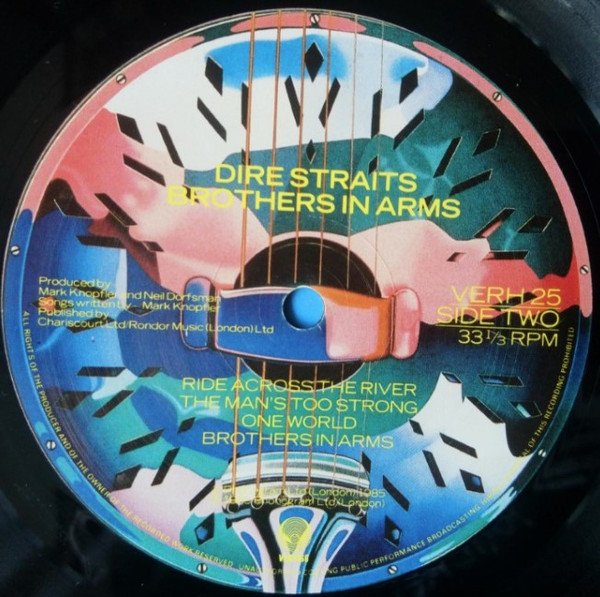 DIRE STRAITS
BROTHERS IN ARMS
Produced by
Mark Knopfler and Neil Dorfsman
Songs written by Mark Knopfler
Published by
Chariscourt Ltd/Rondor Music (London) Ltd
VERH 25
SIDE TWO
33 1/3 RPM
RIDE ACROSS THE RIVER
THE MAN'S TOO STRONG
ONE WORLD
BROTHERS IN ARMS
(London) 1985
Ltd (London)
ALL RIGHTS OF THE PRODUCER AND OF THE OWNER OF THE RECORDED WORK RESERVED. PUBLIC PERFORMANCE BROADCASTING OF THIS RECORDING PROHIBITED